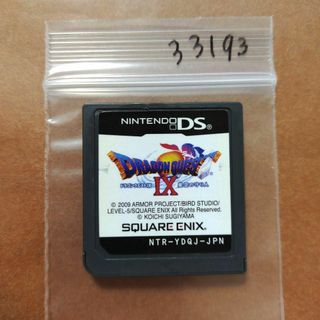 33193
NINTENDO DS
DRAGON QUEST
IX
© 2009 ARMOR PROJECT/BIRD STUDIO/
LEVEL-5/SQUARE ENIX All Rights Reserved.
© KOICHI SUGIYAMA
SQUARE ENIX
NTR-YDQJ-JPN